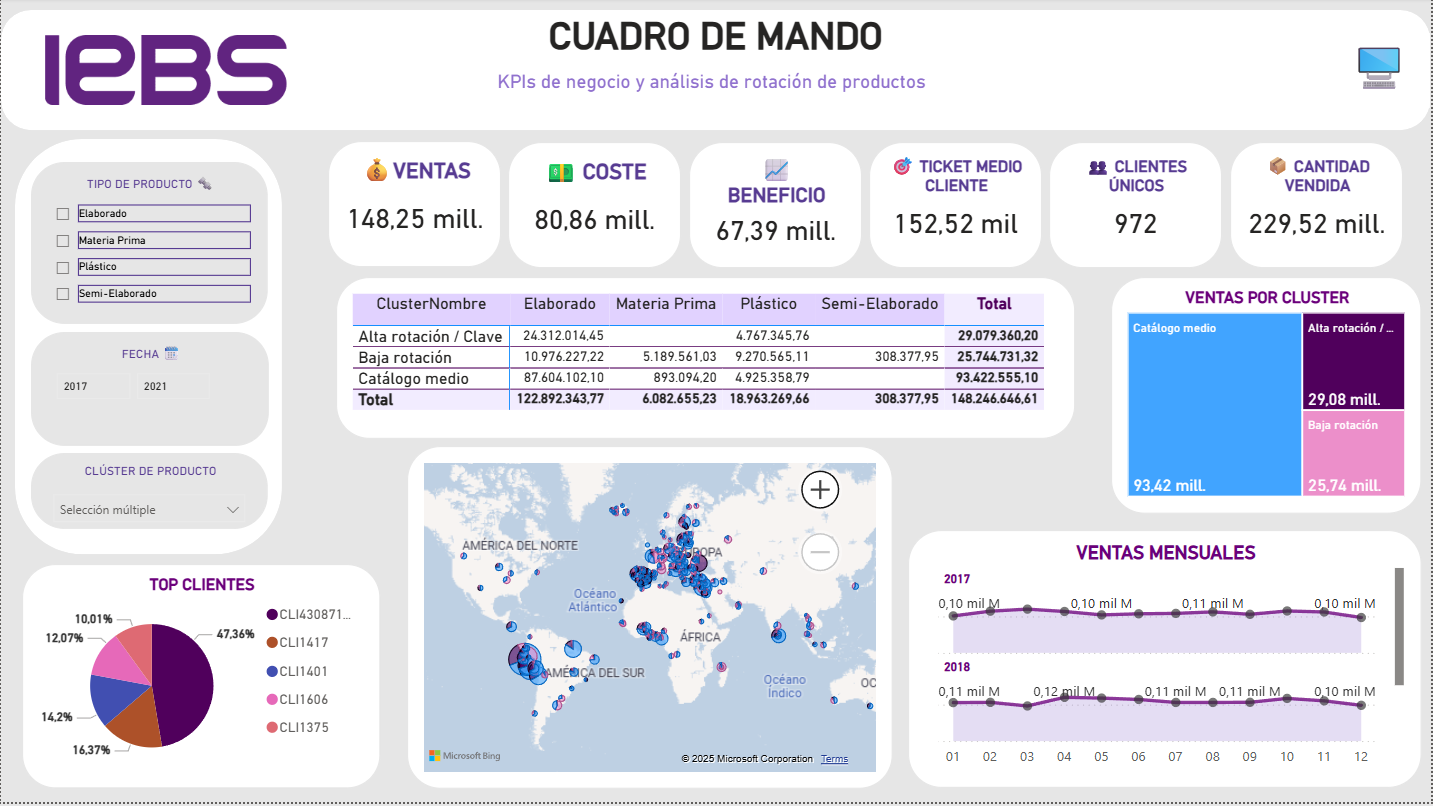 IEBS
CUADRO DE MANDO
KPIs de negocio y análisis de rotación de productos
TIPO DE PRODUCTO
Elaborado
Materia Prima
Plástico
Semi-Elaborado
FECHA
2017 2021
CLÚSTER DE PRODUCTO
Selección múltiple
VENTAS
148,25 mill.
COSTE
80,86 mill.
BENEFICIO
67,39 mill.
TICKET MEDIO
CLIENTE
152,52 mil
CLIENTES
ÚNICOS
972
CANTIDAD
VENDIDA
229,52 mill.
ClusterNombre Elaborado Materia Prima Plástico Semi-Elaborado Total
Alta rotación / Clave 24.312.014,45 4.767.345,76 29.079.360,20
Baja rotación 10.976.227,22 5.189.561,03 9.270.565,11 308.377,95 25.744.731,32
Catálogo medio 87.604.102,10 893.094,20 4.925.358,79 93.422.555,10
Total 122.892.343,77 6.082.655,23 18.963.269,66 308.377,95 148.246.646,61
VENTAS POR CLUSTER
Catálogo medio
93,42 mill.
Alta rotación / ...
29,08 mill.
Baja rotación
25,74 mill.
TOP CLIENTES
10,01%
12,07%
14,2%
16,37%
47,36%
CLI430871...
CLI1417
CLI1401
CLI1606
CLI1375
AMÉRICA DEL NORTE
EUROPA
Océano
Atlántico
ÁFRICA
AMÉRICA DEL SUR
Océano
Índico
OC
Microsoft Bing
© 2025 Microsoft Corporation Terms
VENTAS MENSUALES
2017
0,10 mil M 0,10 mil M 0,11 mil M 0,10 mil M
2018
0,11 mil M 0,12 mil M 0,11 mil M 0,11 mil M 0,10 mil M
01 02 03 04 05 06 07 08 09 10 11 12